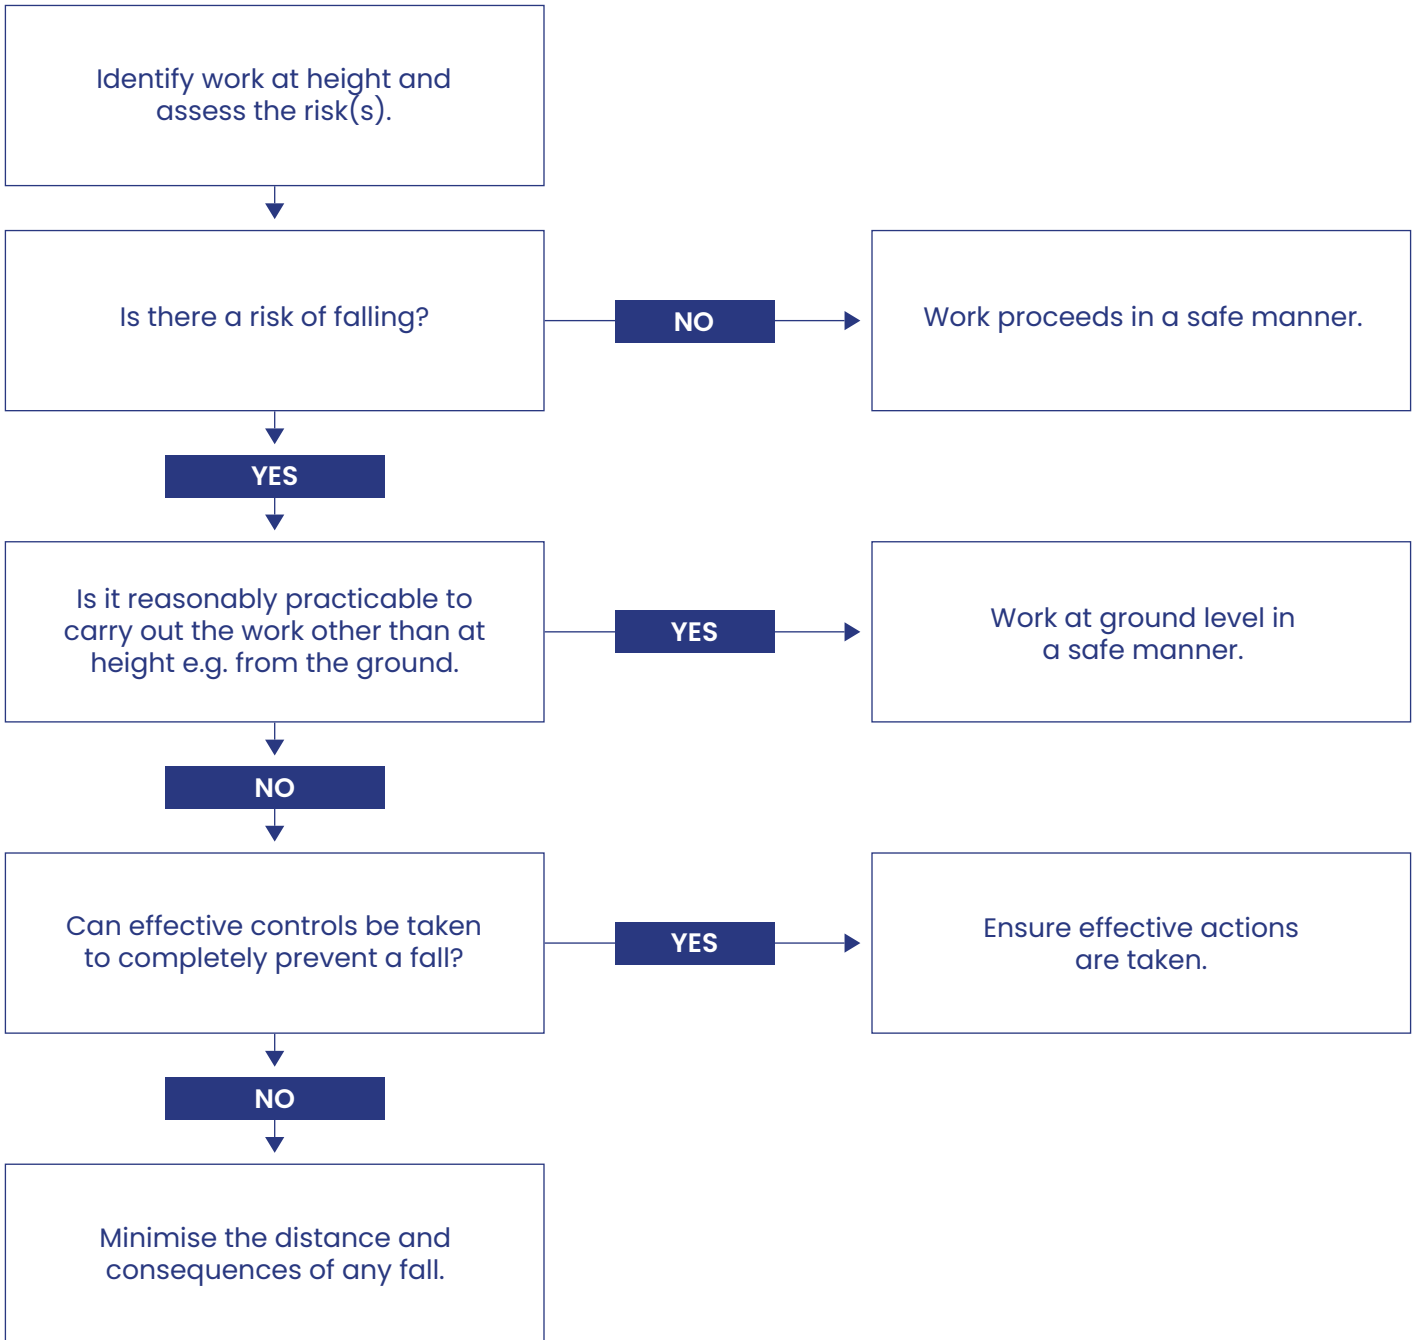 Identify work at height and
assess the risk(s).
Is there a risk of falling?
NO
Work proceeds in a safe manner.
YES
Is it reasonably practicable to
carry out the work other than at
height e.g. from the ground.
YES
Work at ground level in
a safe manner.
NO
Can effective controls be taken
to completely prevent a fall?
YES
Ensure effective actions
are taken.
NO
Minimise the distance and
consequences of any fall.